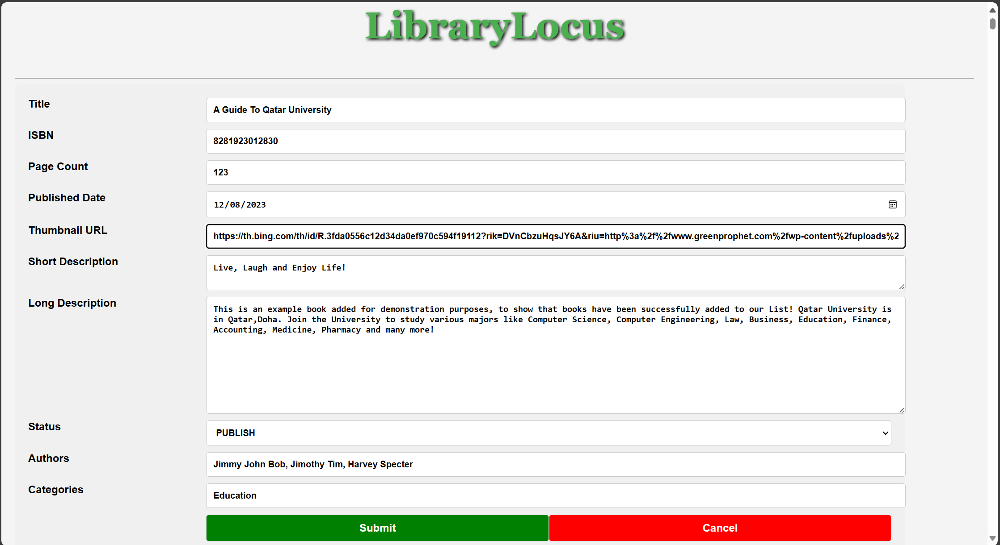 LibraryLocus
Title
A Guide To Qatar University
ISBN
8281923012830
Page Count
123
Published Date
12/08/2023
Thumbnail URL
https://th.bing.com/th/id/R.3fda0556c12d34da0ef970c594f19112?rik=DVnCbzuHqsJY6A&riu=http%3a%2f%2fwww.greenprophet.com%2fwp-content%2fuploads%2
Short Description
Live, Laugh and Enjoy Life!
Long Description
This is an example book added for demonstration purposes, to show that books have been successfully added to our List! Qatar University is
in Qatar,Doha. Join the University to study various majors like Computer Science, Computer Engineering, Law, Business, Education, Finance,
Accounting, Medicine, Pharmacy and many more!
Status
PUBLISH
Authors
Jimmy John Bob, Jimothy Tim, Harvey Specter
Categories
Education
Submit Cancel